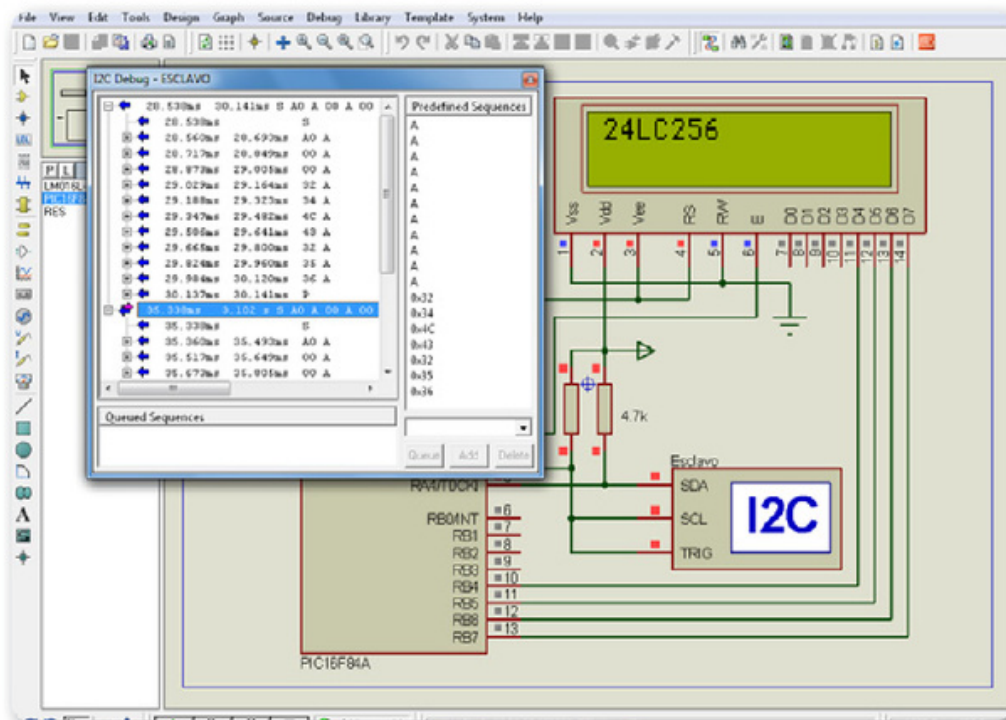 File View Edit Tools Design Graph Source Debug Library Template System Help
I2C Debug - ESCLAVO
28.538ms 30.141ms S A0 A 00 A 00
28.538ms S
28.560ms 28.693ms A0 A
28.717ms 28.849ms 00 A
28.873ms 29.005ms 00 A
29.029ms 29.164ms 32 A
29.188ms 29.323ms 34 A
29.347ms 29.482ms 4C A
29.506ms 29.641ms 43 A
29.665ms 29.800ms 32 A
29.824ms 29.960ms 35 A
29.984ms 30.120ms 36 A
30.137ms 30.141ms P
35.338ms 3.102 s S A0 A 00 A 00
35.338ms S
35.360ms 35.493ms A0 A
35.517ms 35.649ms 00 A
35.673ms 35.805ms 00 A
Predefined Sequences
A
A
A
A
A
A
A
A
A
A
A
0x32
0x34
0x4C
0x43
0x32
0x35
0x36
Queued Sequences
Queue Add Delete
P L
RES
24LC256
Vss Vdd Vee RS RW E D0 D1 D2 D3 D4 D5 D6 D7
1 2 3 4 5 6 7 8 9 10 11 12 13 14
4.7k
Esclavo
SDA
SCL
TRIG
I2C
RA4/T0CKI
RB0/INT 6
RB1 7
RB2 8
RB3 9
RB4 10
RB5 11
RB6 12
RB7 13
PIC16F84A